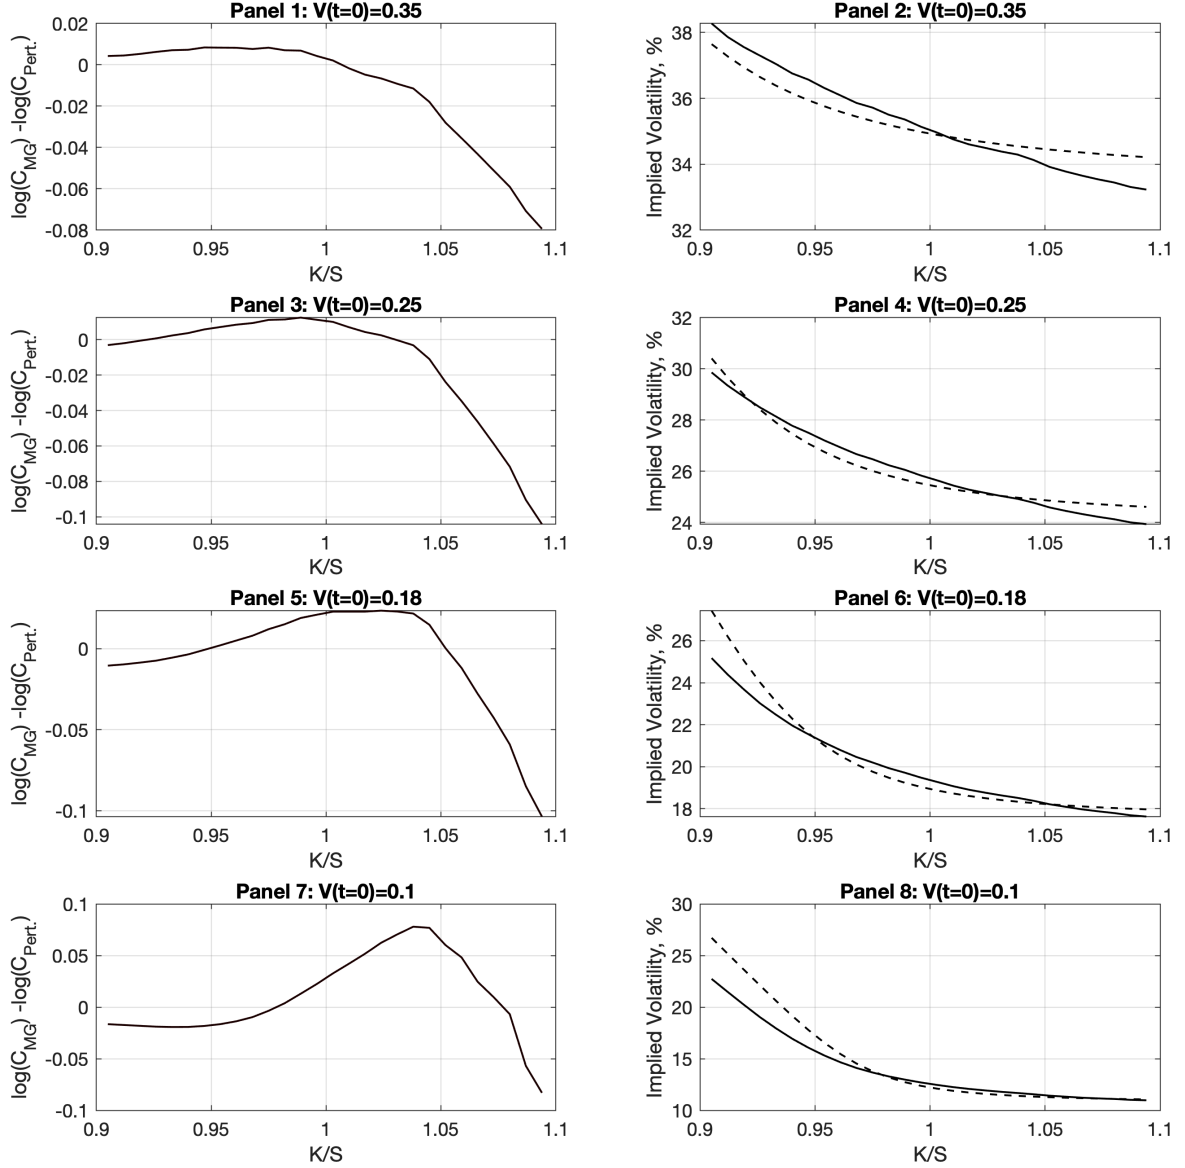 Panel 1: V(t=0)=0.35
log(C_MG) -log(C_Pert.)
0.02
0
-0.02
-0.04
-0.06
-0.08
0.9 0.95 1 1.05 1.1
K/S
Panel 2: V(t=0)=0.35
Implied Volatility, %
38
36
34
32
0.9 0.95 1 1.05 1.1
K/S
Panel 3: V(t=0)=0.25
log(C_MG) -log(C_Pert.)
0
-0.02
-0.04
-0.06
-0.08
-0.1
0.9 0.95 1 1.05 1.1
K/S
Panel 4: V(t=0)=0.25
Implied Volatility, %
32
30
28
26
24
0.9 0.95 1 1.05 1.1
K/S
Panel 5: V(t=0)=0.18
log(C_MG) -log(C_Pert.)
0
-0.05
-0.1
0.9 0.95 1 1.05 1.1
K/S
Panel 6: V(t=0)=0.18
Implied Volatility, %
26
24
22
20
18
0.9 0.95 1 1.05 1.1
K/S
Panel 7: V(t=0)=0.1
log(C_MG) -log(C_Pert.)
0.1
0.05
0
-0.05
-0.1
0.9 0.95 1 1.05 1.1
K/S
Panel 8: V(t=0)=0.1
Implied Volatility, %
30
25
20
15
10
0.9 0.95 1 1.05 1.1
K/S